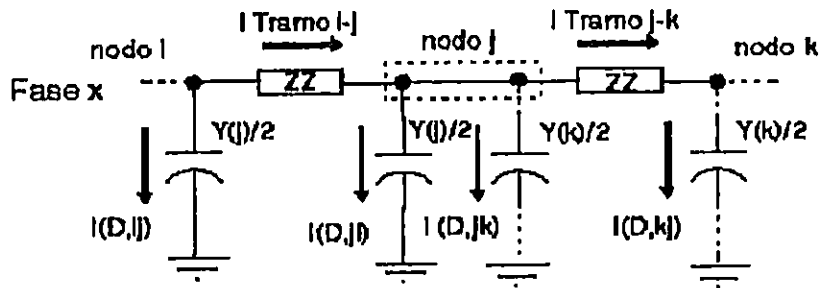 I Tramo i-j
I Tramo j-k
nodo i
nodo j
nodo k
Fase x
ZZ
ZZ
Y(j)/2
Y(j)/2
Y(k)/2
Y(k)/2
I(D,ij)
I(D,ji)
I(D,jk)
I(D,kj)